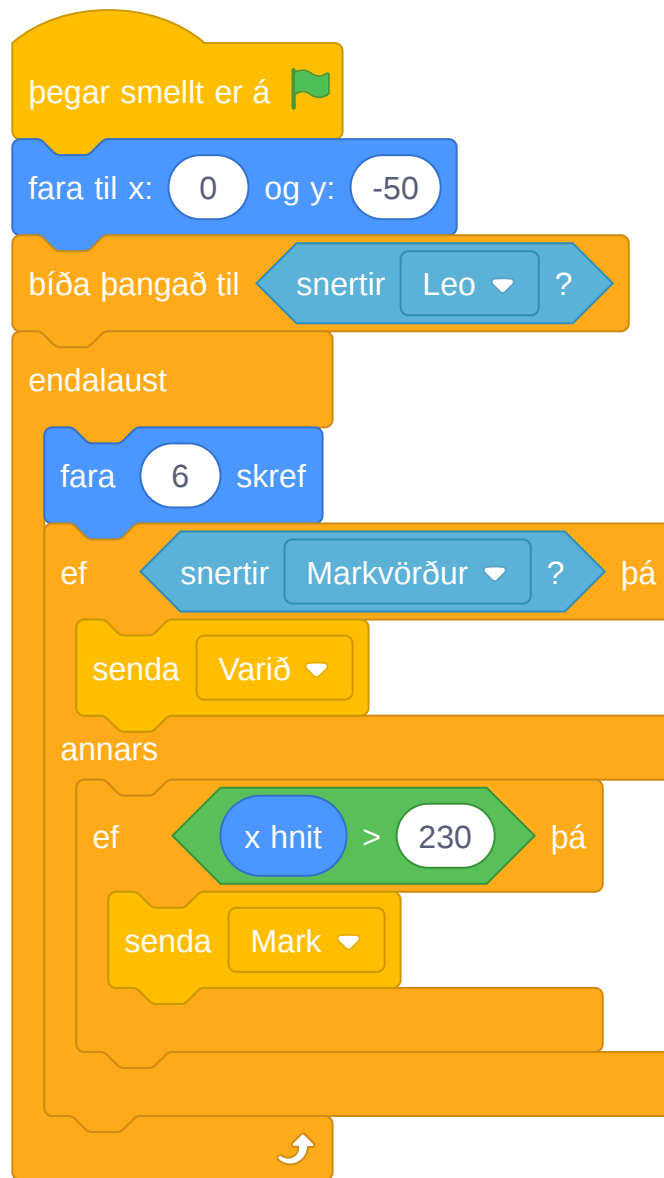 þegar smellt er á
fara til x: 0 og y: -50
bíða þangað til snertir Leo ?
endalaust
fara 6 skref
ef snertir Markvörður ? þá
senda Varið
annars
ef x hnit > 230 þá
senda Mark